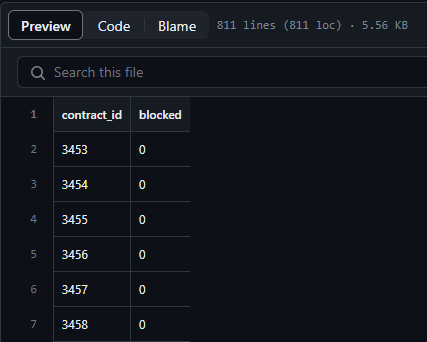 Preview Code Blame 811 lines (811 loc) · 5.56 KB
Search this file
1 contract_id blocked
2 3453 0
3 3454 0
4 3455 0
5 3456 0
6 3457 0
7 3458 0